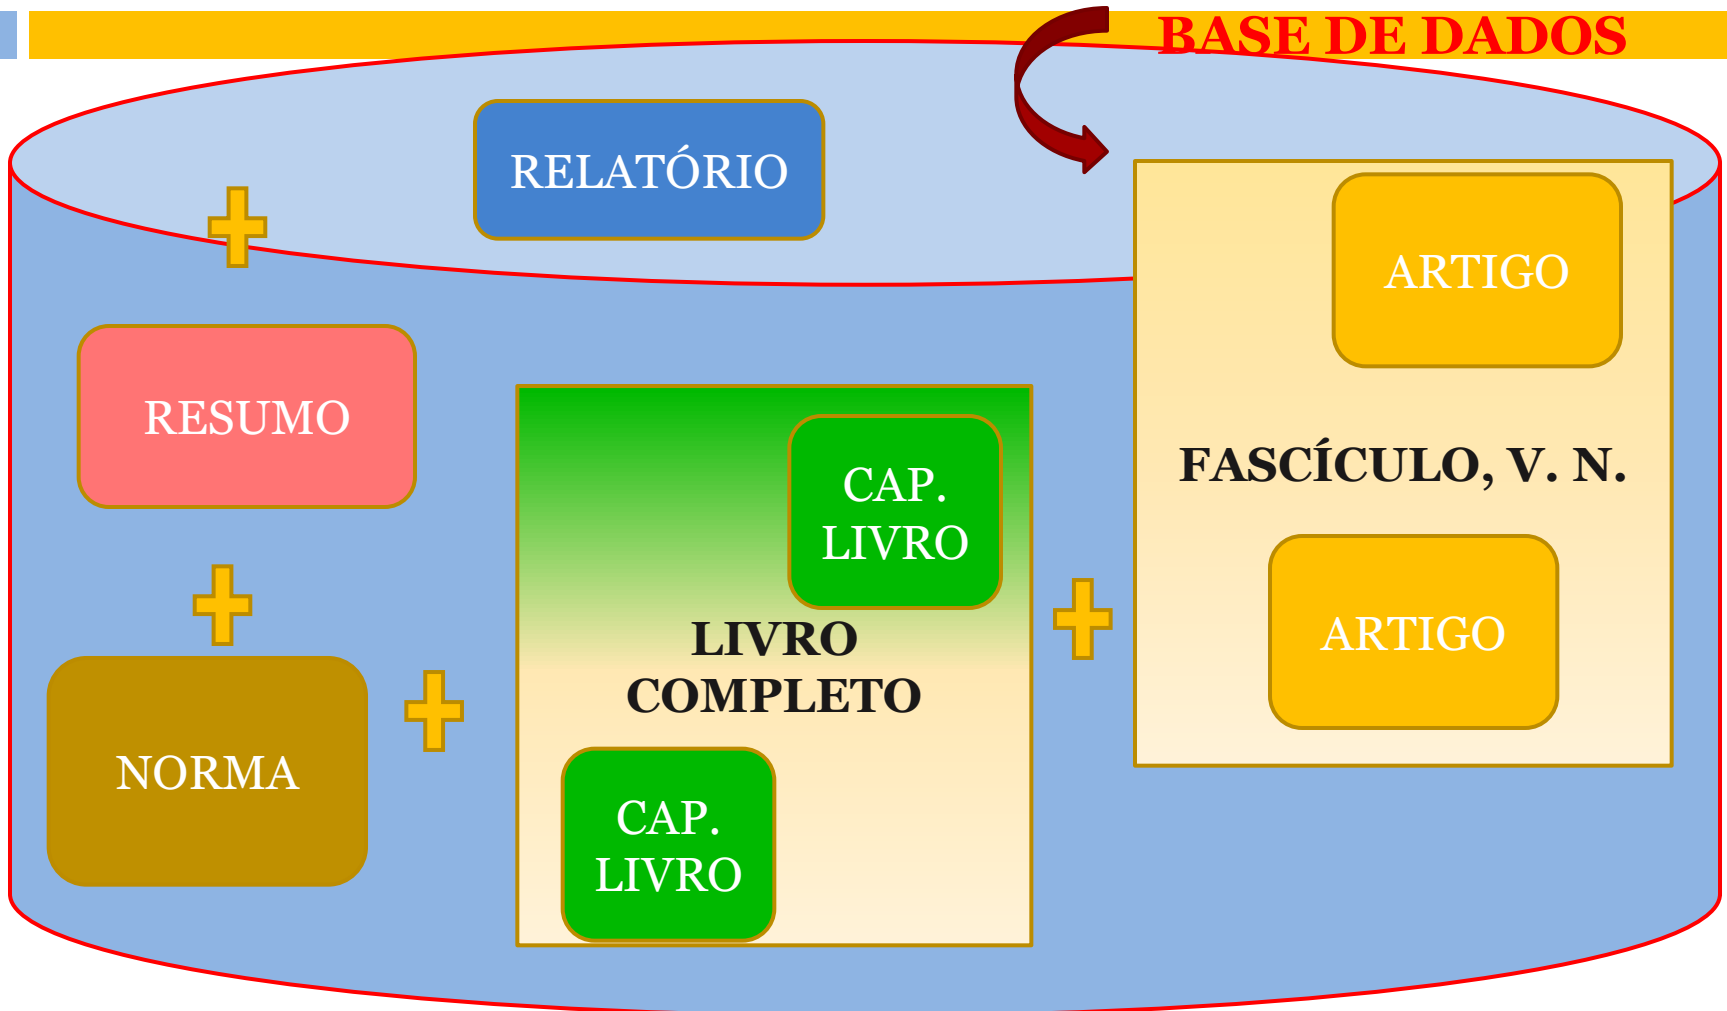 BASE DE DADOS
RELATÓRIO
ARTIGO
RESUMO
FASCÍCULO, V. N.
CAP.
LIVRO
LIVRO
COMPLETO
ARTIGO
NORMA
CAP.
LIVRO